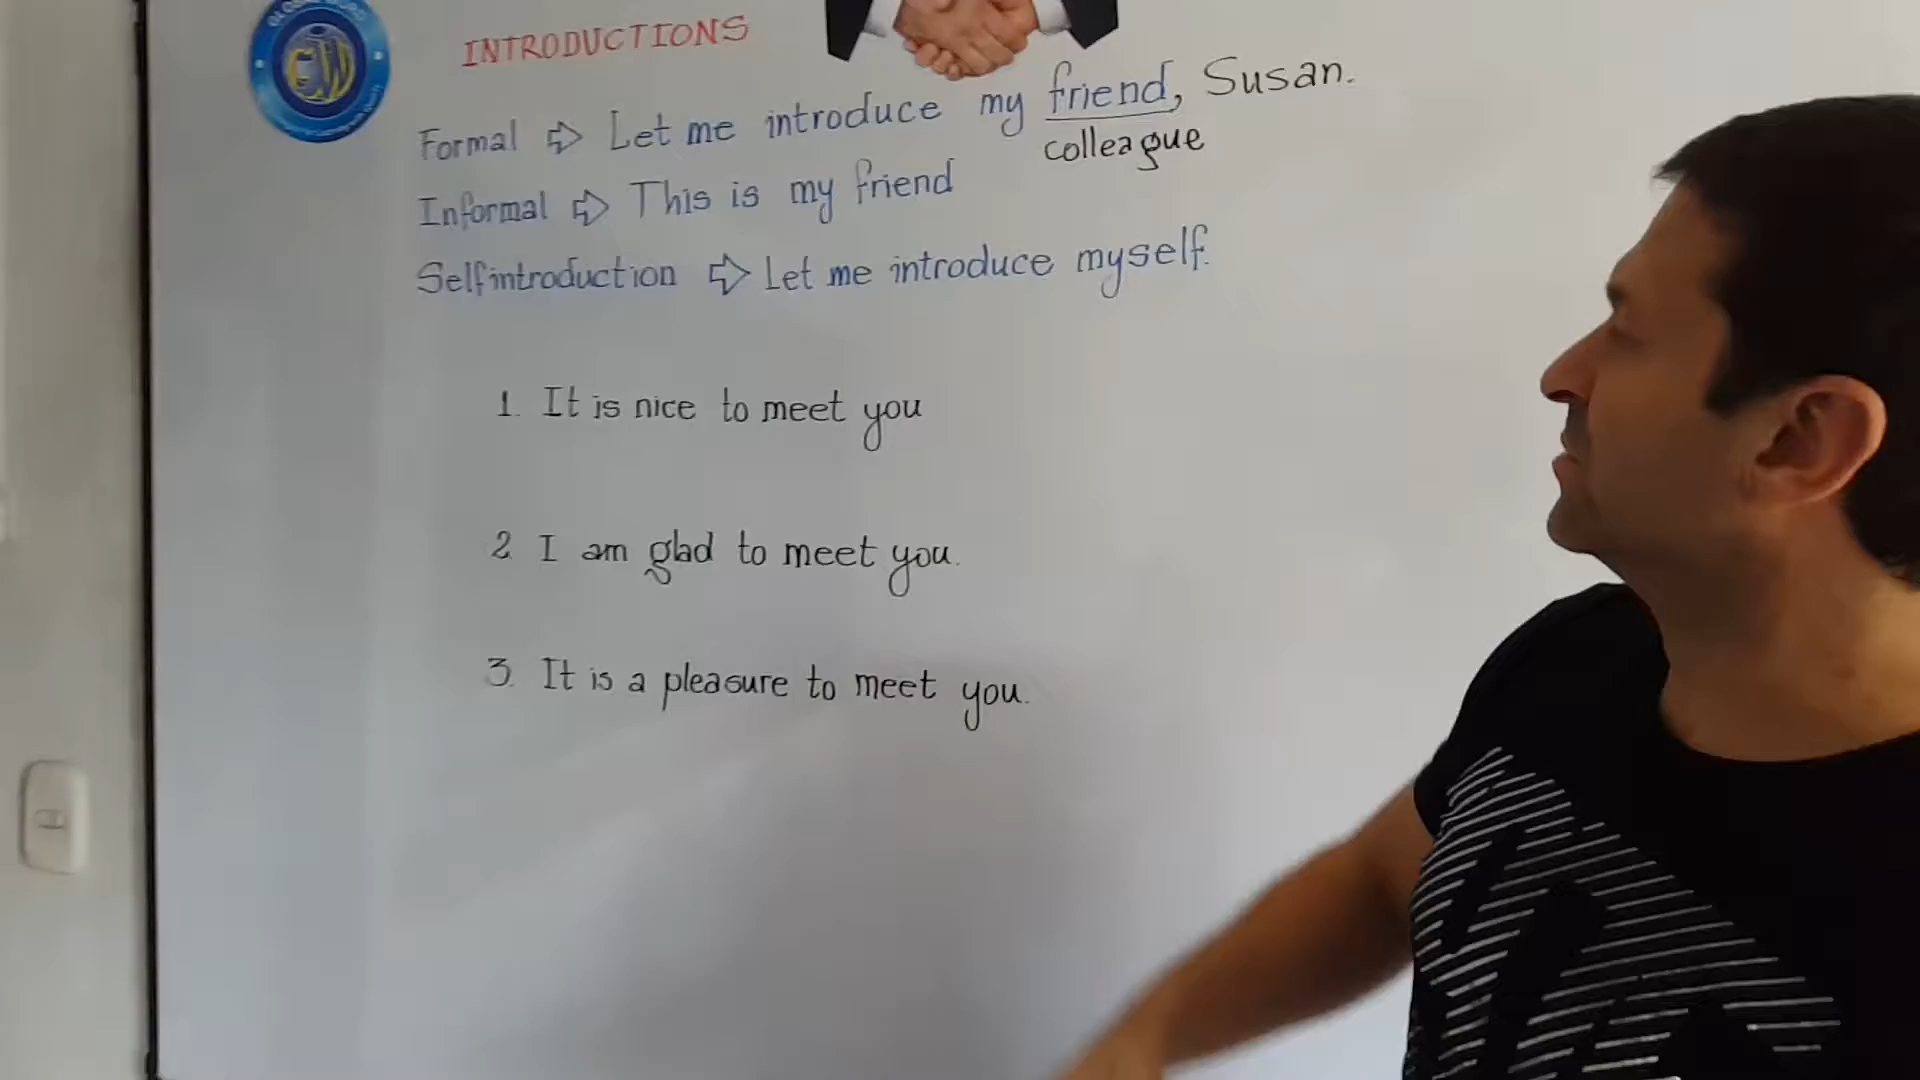 INTRODUCTIONS
Formal ⇨ Let me introduce my friend, Susan.
colleague
Informal ⇨ This is my friend
Selfintroduction ⇨ Let me introduce myself.
1. It is nice to meet you
2. I am glad to meet you.
3. It is a pleasure to meet you.